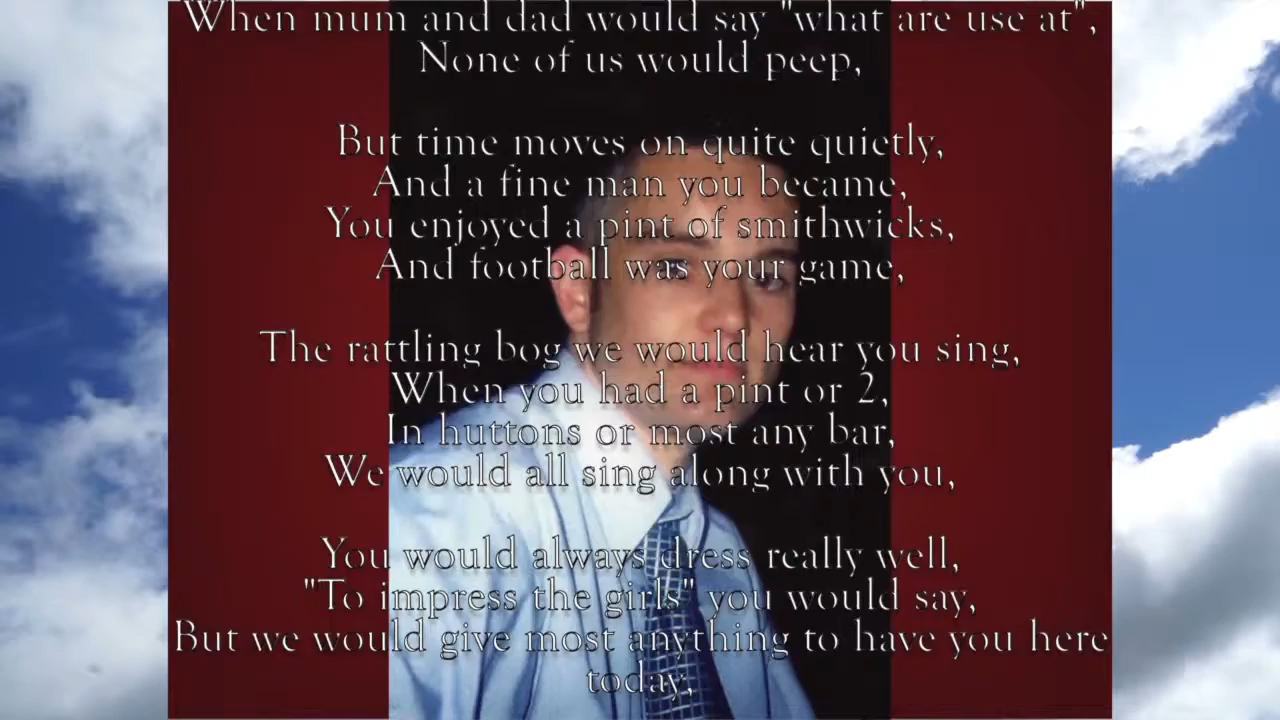 When mum and dad would say "what are use at",
None of us would peep,
But time moves on quite quietly,
And a fine man you became,
You enjoyed a pint of smithwicks,
And football was your game,
The rattling bog we would hear you sing,
When you had a pint or 2,
In huttons or most any bar,
We would all sing along with you,
You would always dress really well,
"To impress the girls" you would say,
But we would give most anything to have you here
today,